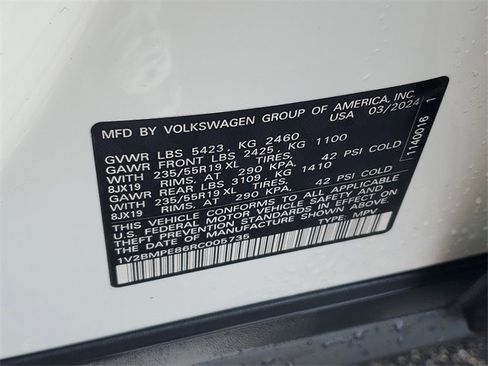 MFD BY VOLKSWAGEN GROUP OF AMERICA, INC.
USA 03/2024
GVWR LBS 5423, KG 2460
GAWR FRONT LBS 2425, KG 1100
WITH 235/55R19 XL TIRES,
8JX19 RIMS. AT 290 KPA, 42 PSI COLD
GAWR REAR LBS 3109, KG 1410
WITH 235/55R19 XL TIRES,
8JX19 RIMS. AT 290 KPA, 42 PSI COLD
THIS VEHICLE CONFORMS TO ALL APPLICABLE
U.S. FEDERAL MOTOR VEHICLE SAFETY AND
THEFT PREVENTION STANDARDS IN EFFECT ON
THE DATE OF MANUFACTURE SHOWN ABOVE.
1V2BMPE86RC005735 TYPE: MPV
1140016 1